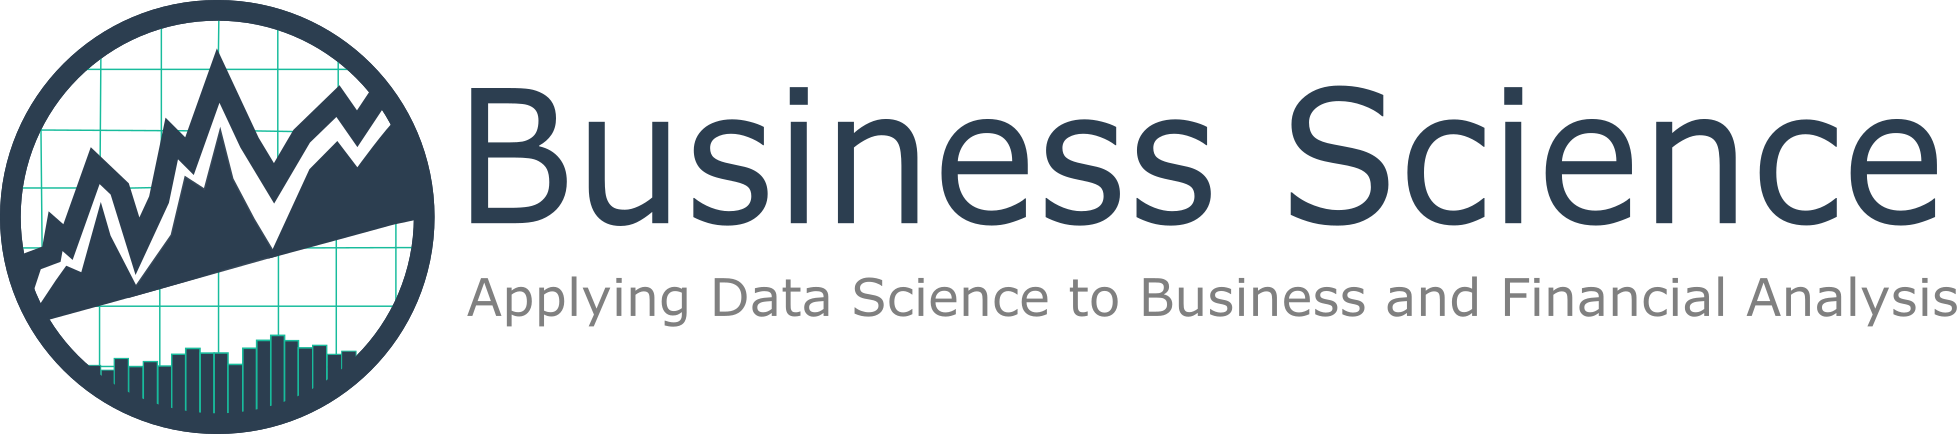 Business Science
Applying Data Science to Business and Financial Analysis